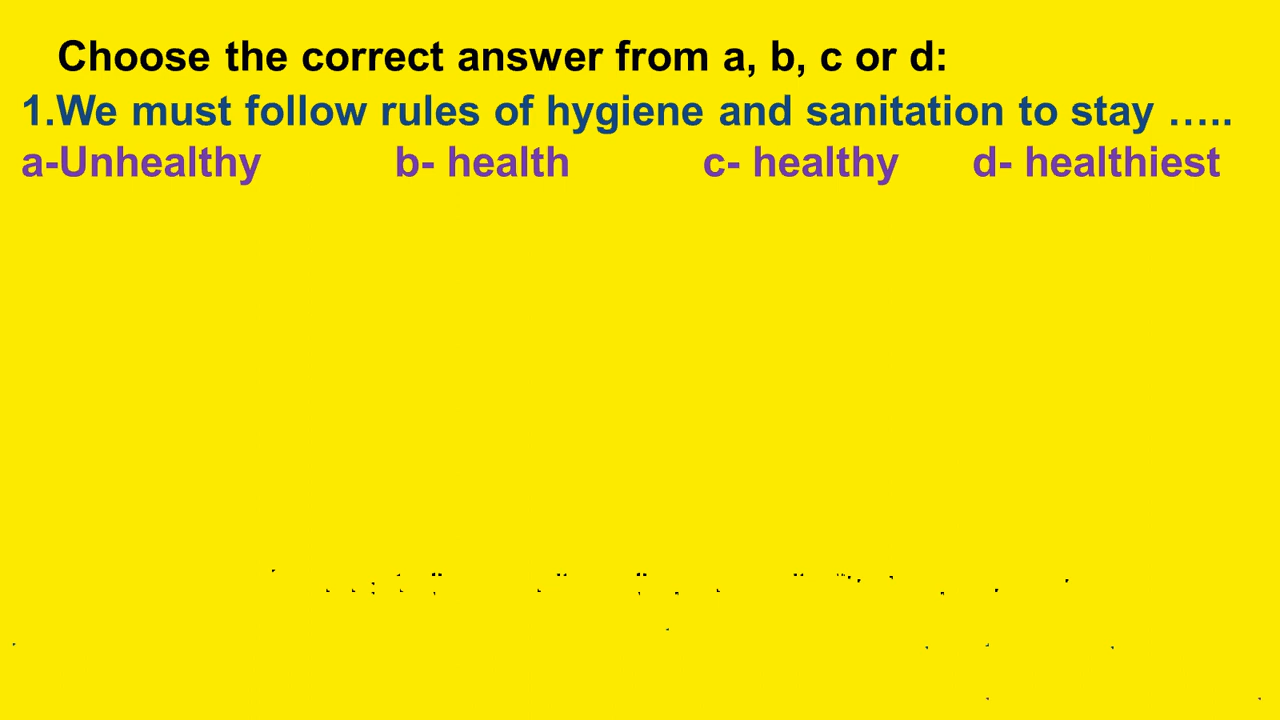 Choose the correct answer from a, b, c or d:
1.We must follow rules of hygiene and sanitation to stay …..
a-Unhealthy b- health c- healthy d- healthiest